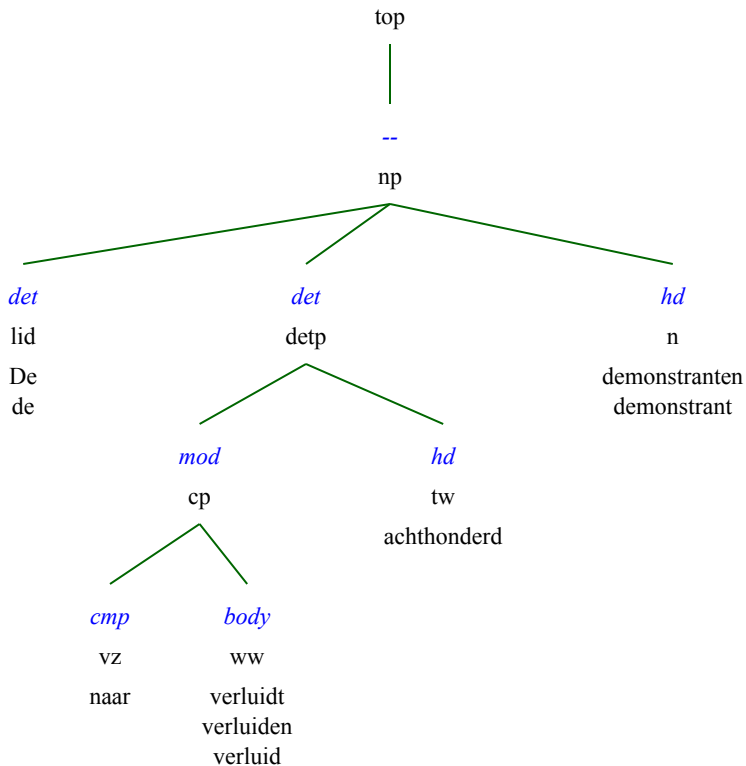 top
--
np
det det hd
lid detp n
De demonstranten
de demonstrant
mod hd
cp tw
achthonderd
cmp body
vz ww
naar verluidt
verluiden
verluid